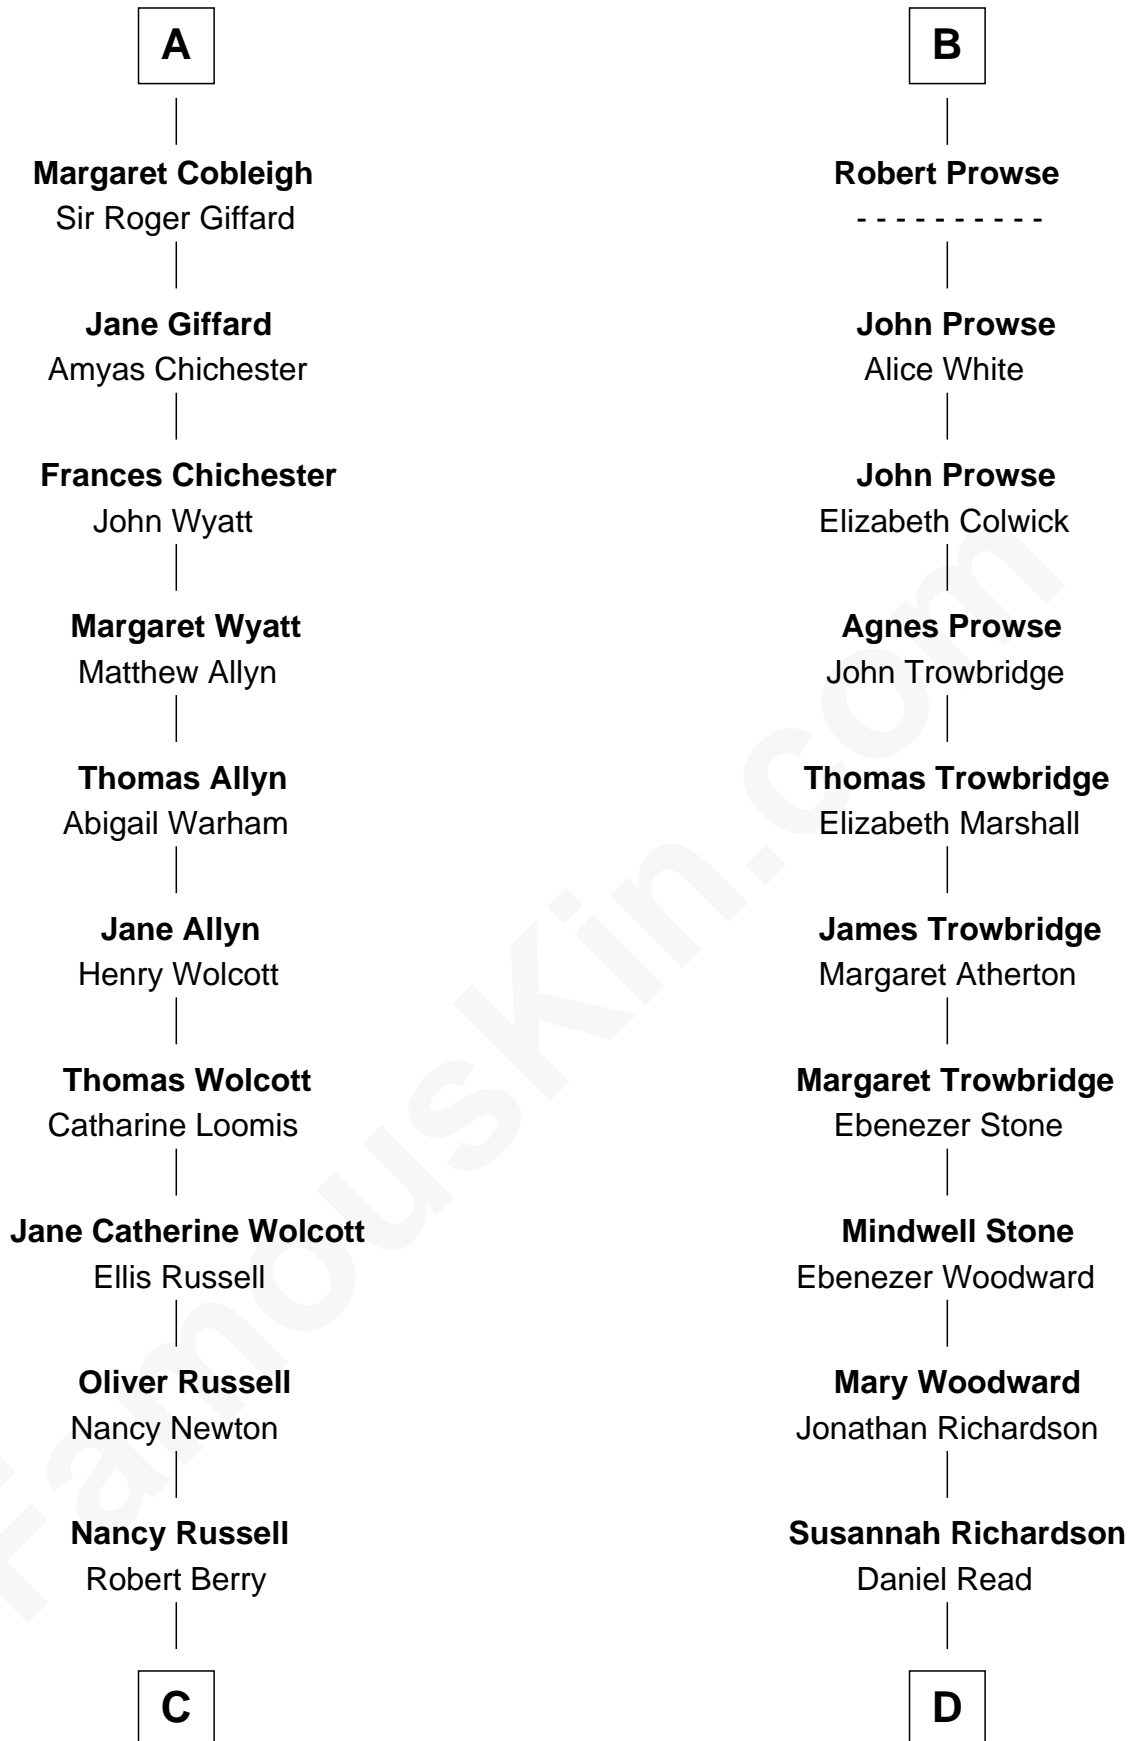 A
Margaret Cobleigh
Sir Roger Giffard
Jane Giffard
Amyas Chichester
Frances Chichester
John Wyatt
Margaret Wyatt
Matthew Allyn
Thomas Allyn
Abigail Warham
Jane Allyn
Henry Wolcott
Thomas Wolcott
Catharine Loomis
Jane Catherine Wolcott
Ellis Russell
Oliver Russell
Nancy Newton
Nancy Russell
Robert Berry
C
B
Robert Prowse
- - - - - - - - - -
John Prowse
Alice White
John Prowse
Elizabeth Colwick
Agnes Prowse
John Trowbridge
Thomas Trowbridge
Elizabeth Marshall
James Trowbridge
Margaret Atherton
Margaret Trowbridge
Ebenezer Stone
Mindwell Stone
Ebenezer Woodward
Mary Woodward
Jonathan Richardson
Susannah Richardson
Daniel Read
D
FamousKin.com